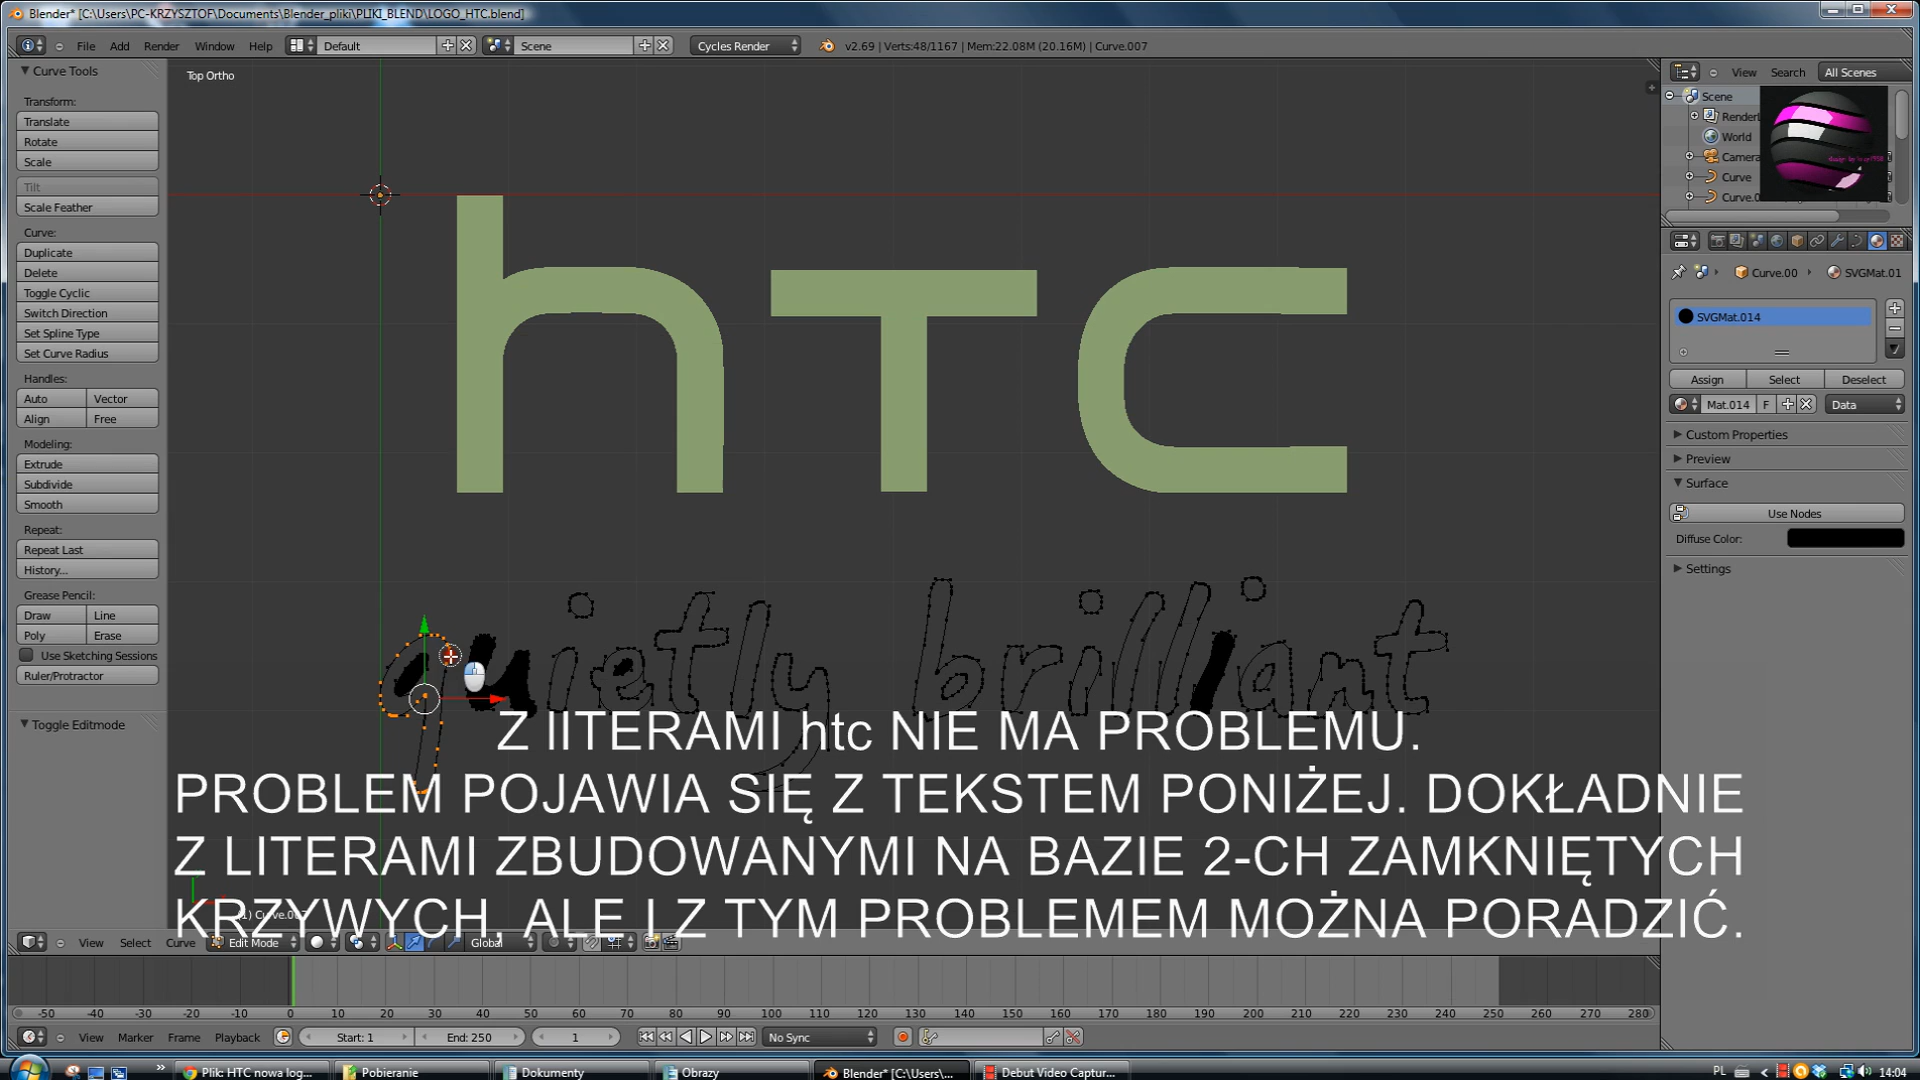 Blender* [C:\Users\PC-KRZYSZTOF\Documents\Blender_pliki\PLIKI_BLEND\LOGO_HTC.blend]
File Add Render Window Help Default Scene Cycles Render v2.69 | Verts:48/1167 | Mem:22.08M (20.16M) | Curve.007
Curve Tools
Transform:
Translate
Rotate
Scale
Tilt
Scale Feather
Curve:
Duplicate
Delete
Toggle Cyclic
Switch Direction
Set Spline Type
Set Curve Radius
Handles:
Auto Vector
Align Free
Modeling:
Extrude
Subdivide
Smooth
Repeat:
Repeat Last
History...
Grease Pencil:
Draw Line
Poly Erase
Use Sketching Sessions
Ruler/Protractor
Toggle Editmode
Top Ortho
hTC
quietly brilliant
Z lITERAMI htc NIE MA PROBLEMU.
PROBLEM POJAWIA SIĘ Z TEKSTEM PONIŻEJ. DOKŁADNIE
Z LITERAMI ZBUDOWANYMI NA BAZIE 2-CH ZAMKNIĘTYCH
KRZYWYCH, ALE I Z TYM PROBLEMEM MOŻNA PORADZIĆ.
View Search All Scenes
Scene
RenderL
World
Camera
Curve
Curve.0
Curve.00 SVGMat.01
SVGMat.014
Assign Select Deselect
Mat.014 F Data
Custom Properties
Preview
Surface
Use Nodes
Diffuse Color:
Settings
View Select Curve Edit Mode Global
-50 -40 -30 -20 -10 0 10 20 30 40 50 60 70 80 90 100 110 120 130 140 150 160 170 180 190 200 210 220 230 240 250 260 270 280
View Marker Frame Playback Start: 1 End: 250 1 No Sync
Plik: HTC nowa log... Pobieranie Dokumenty Obrazy Blender* [C:\Users\... Debut Video Captur... PL 14:04